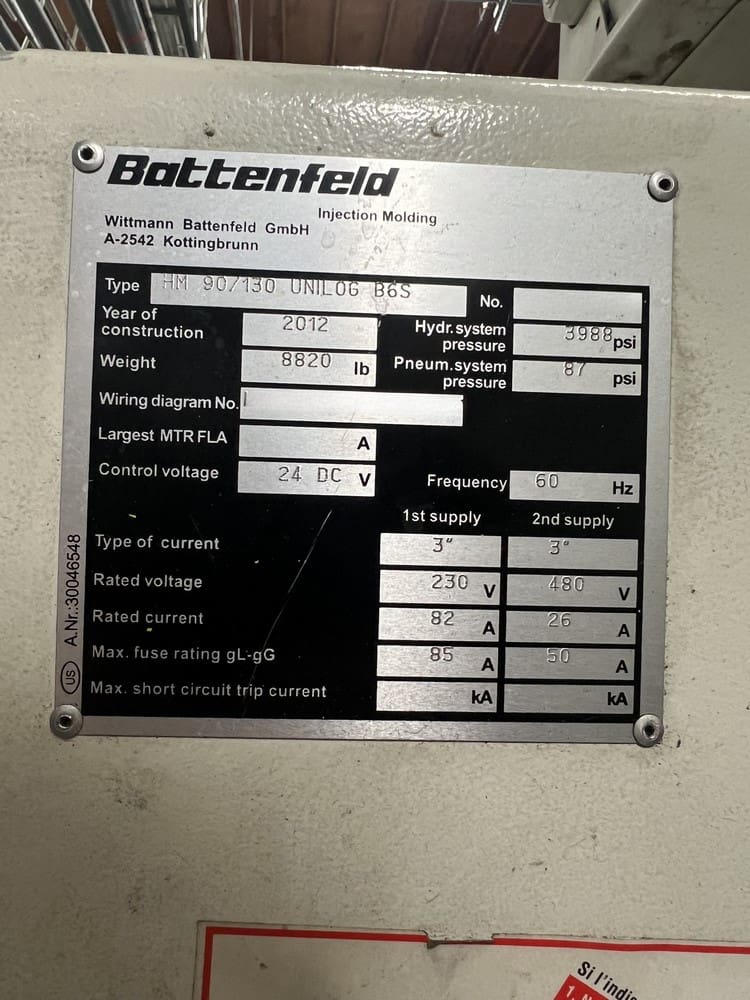 Battenfeld
Injection Molding
Wittmann Battenfeld GmbH
A-2542 Kottingbrunn
Type HM 90/130 UNILOG B6S No.
Year of construction 2012 Hydr.system pressure 3988 psi
Weight 8820 lb Pneum.system pressure 87 psi
Wiring diagram No.
Largest MTR FLA A
Control voltage 24 DC V Frequency 60 Hz
1st supply 2nd supply
Type of current 3" 3°
Rated voltage 230 V 480 V
Rated current 82 A 26 A
Max. fuse rating gL-gG 85 A 50 A
Max. short circuit trip current kA kA
US A.Nr.:30046548
Si l'indic
1.